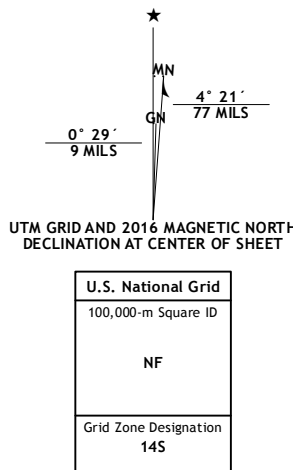 MN
GN
4° 21´
77 MILS
0° 29´
9 MILS
UTM GRID AND 2016 MAGNETIC NORTH
DECLINATION AT CENTER OF SHEET
U.S. National Grid
100,000-m Square ID
NF
Grid Zone Designation
14S